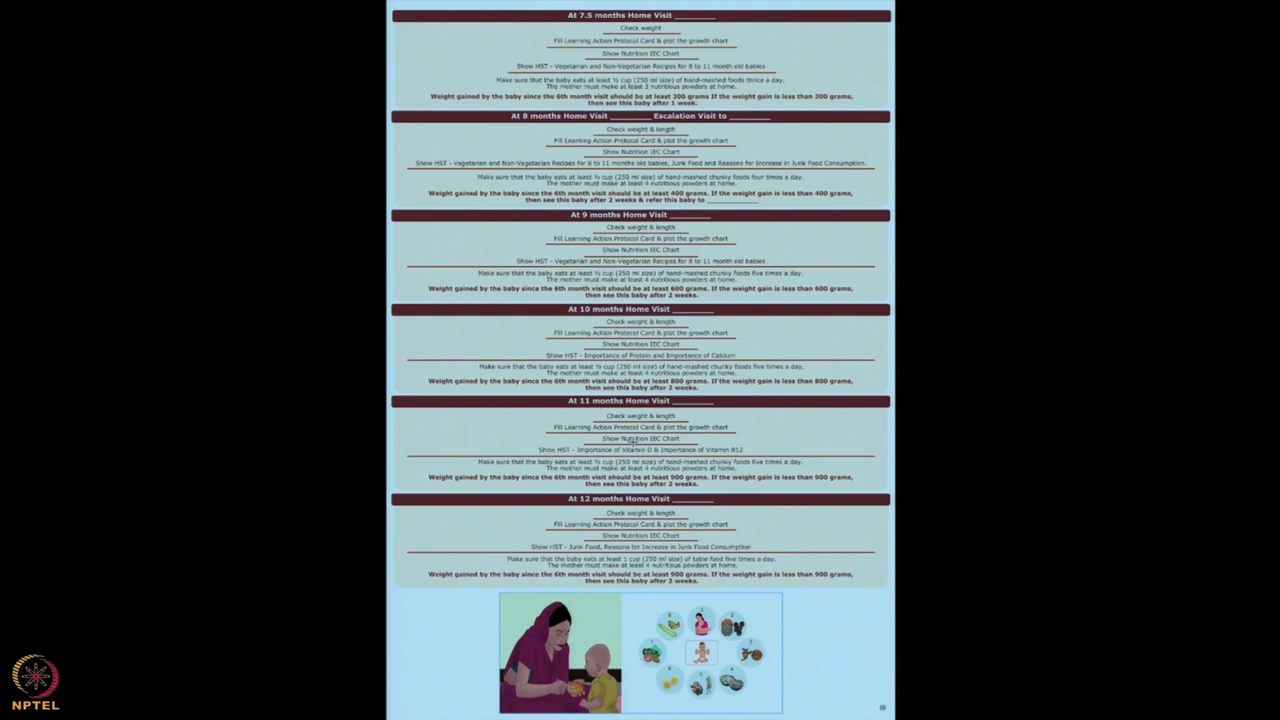 At 7.5 months Home Visit ________
Check weight
Fill Learning Action Protocol Card & plot the growth chart
Show Nutrition IEC Chart
Show HST - Vegetarian and Non-Vegetarian Recipes for 8 to 11 month old babies
Make sure that the baby eats at least ½ cup (250 ml size) of hand-mashed foods thrice a day.
The mother must make at least 3 nutritious powders at home.
Weight gained by the baby since the 6th month visit should be at least 300 grams If the weight gain is less than 300 grams,
then see this baby after 1 week.
At 8 months Home Visit ________ Escalation Visit to ________
Check weight & length
Fill Learning Action Protocol Card & plot the growth chart
Show Nutrition IEC Chart
Show HST - Vegetarian and Non-Vegetarian Recipes for 8 to 11 months old babies, Junk Food and Reasons for Increase in Junk Food Consumption.
Make sure that the baby eats at least cup (250 ml size) of hand-mashed chunky foods four times a day.
The mother must make at least 4 nutritious powders at home.
Weight gained by the baby since the 6th month visit should be at least 400 grams. If the weight gain is less than 400 grams,
then see this baby after 2 weeks & refer this baby to __________
At 9 months Home Visit ________
Check weight & length
Fill Learning Action Protocol Card & plot the growth chart
Show Nutrition IEC Chart
Show HST - Vegetarian and Non-Vegetarian Recipes for 8 to 11 month old babies
Make sure that the baby eats at least cup (250 ml size) of hand-mashed chunky foods five times a day.
The mother must make at least 4 nutritious powders at home.
Weight gained by the baby since the 6th month visit should be at least 600 grams. If the weight gain is less than 600 grams,
then see this baby after 2 weeks.
At 10 months Home Visit ________
Check weight & length
Fill Learning Action Protocol Card & plot the growth chart
Show Nutrition IEC Chart
Show HST - Importance of Protein and Importance of Calcium
Make sure that the baby eats at least cup (250 ml size) of hand-mashed chunky foods five times a day.
The mother must make at least 4 nutritious powders at home.
Weight gained by the baby since the 6th month visit should be at least 800 grams. If the weight gain is less than 800 grams,
then see this baby after 2 weeks.
At 11 months Home Visit ________
Check weight & length
Fill Learning Action Protocol Card & plot the growth chart
Show Nutrition IEC Chart
Show HST - Importance of Vitamin D & Importance of Vitamin B12
Make sure that the baby eats at least cup (250 ml size) of hand-mashed chunky foods five times a day.
The mother must make at least 4 nutritious powders at home.
Weight gained by the baby since the 6th month visit should be at least 900 grams. If the weight gain is less than 900 grams,
then see this baby after 2 weeks.
At 12 months Home Visit ________
Check weight & length
Fill Learning Action Protocol Card & plot the growth chart
Show Nutrition IEC Chart
Show HST - Junk Food, Reasons for Increase in Junk Food Consumption
Make sure that the baby eats at least 1 cup (250 ml size) of table food five times a day.
The mother must make at least 4 nutritious powders at home.
Weight gained by the baby since the 6th month visit should be at least 900 grams. If the weight gain is less than 900 grams,
then see this baby after 2 weeks.
NPTEL